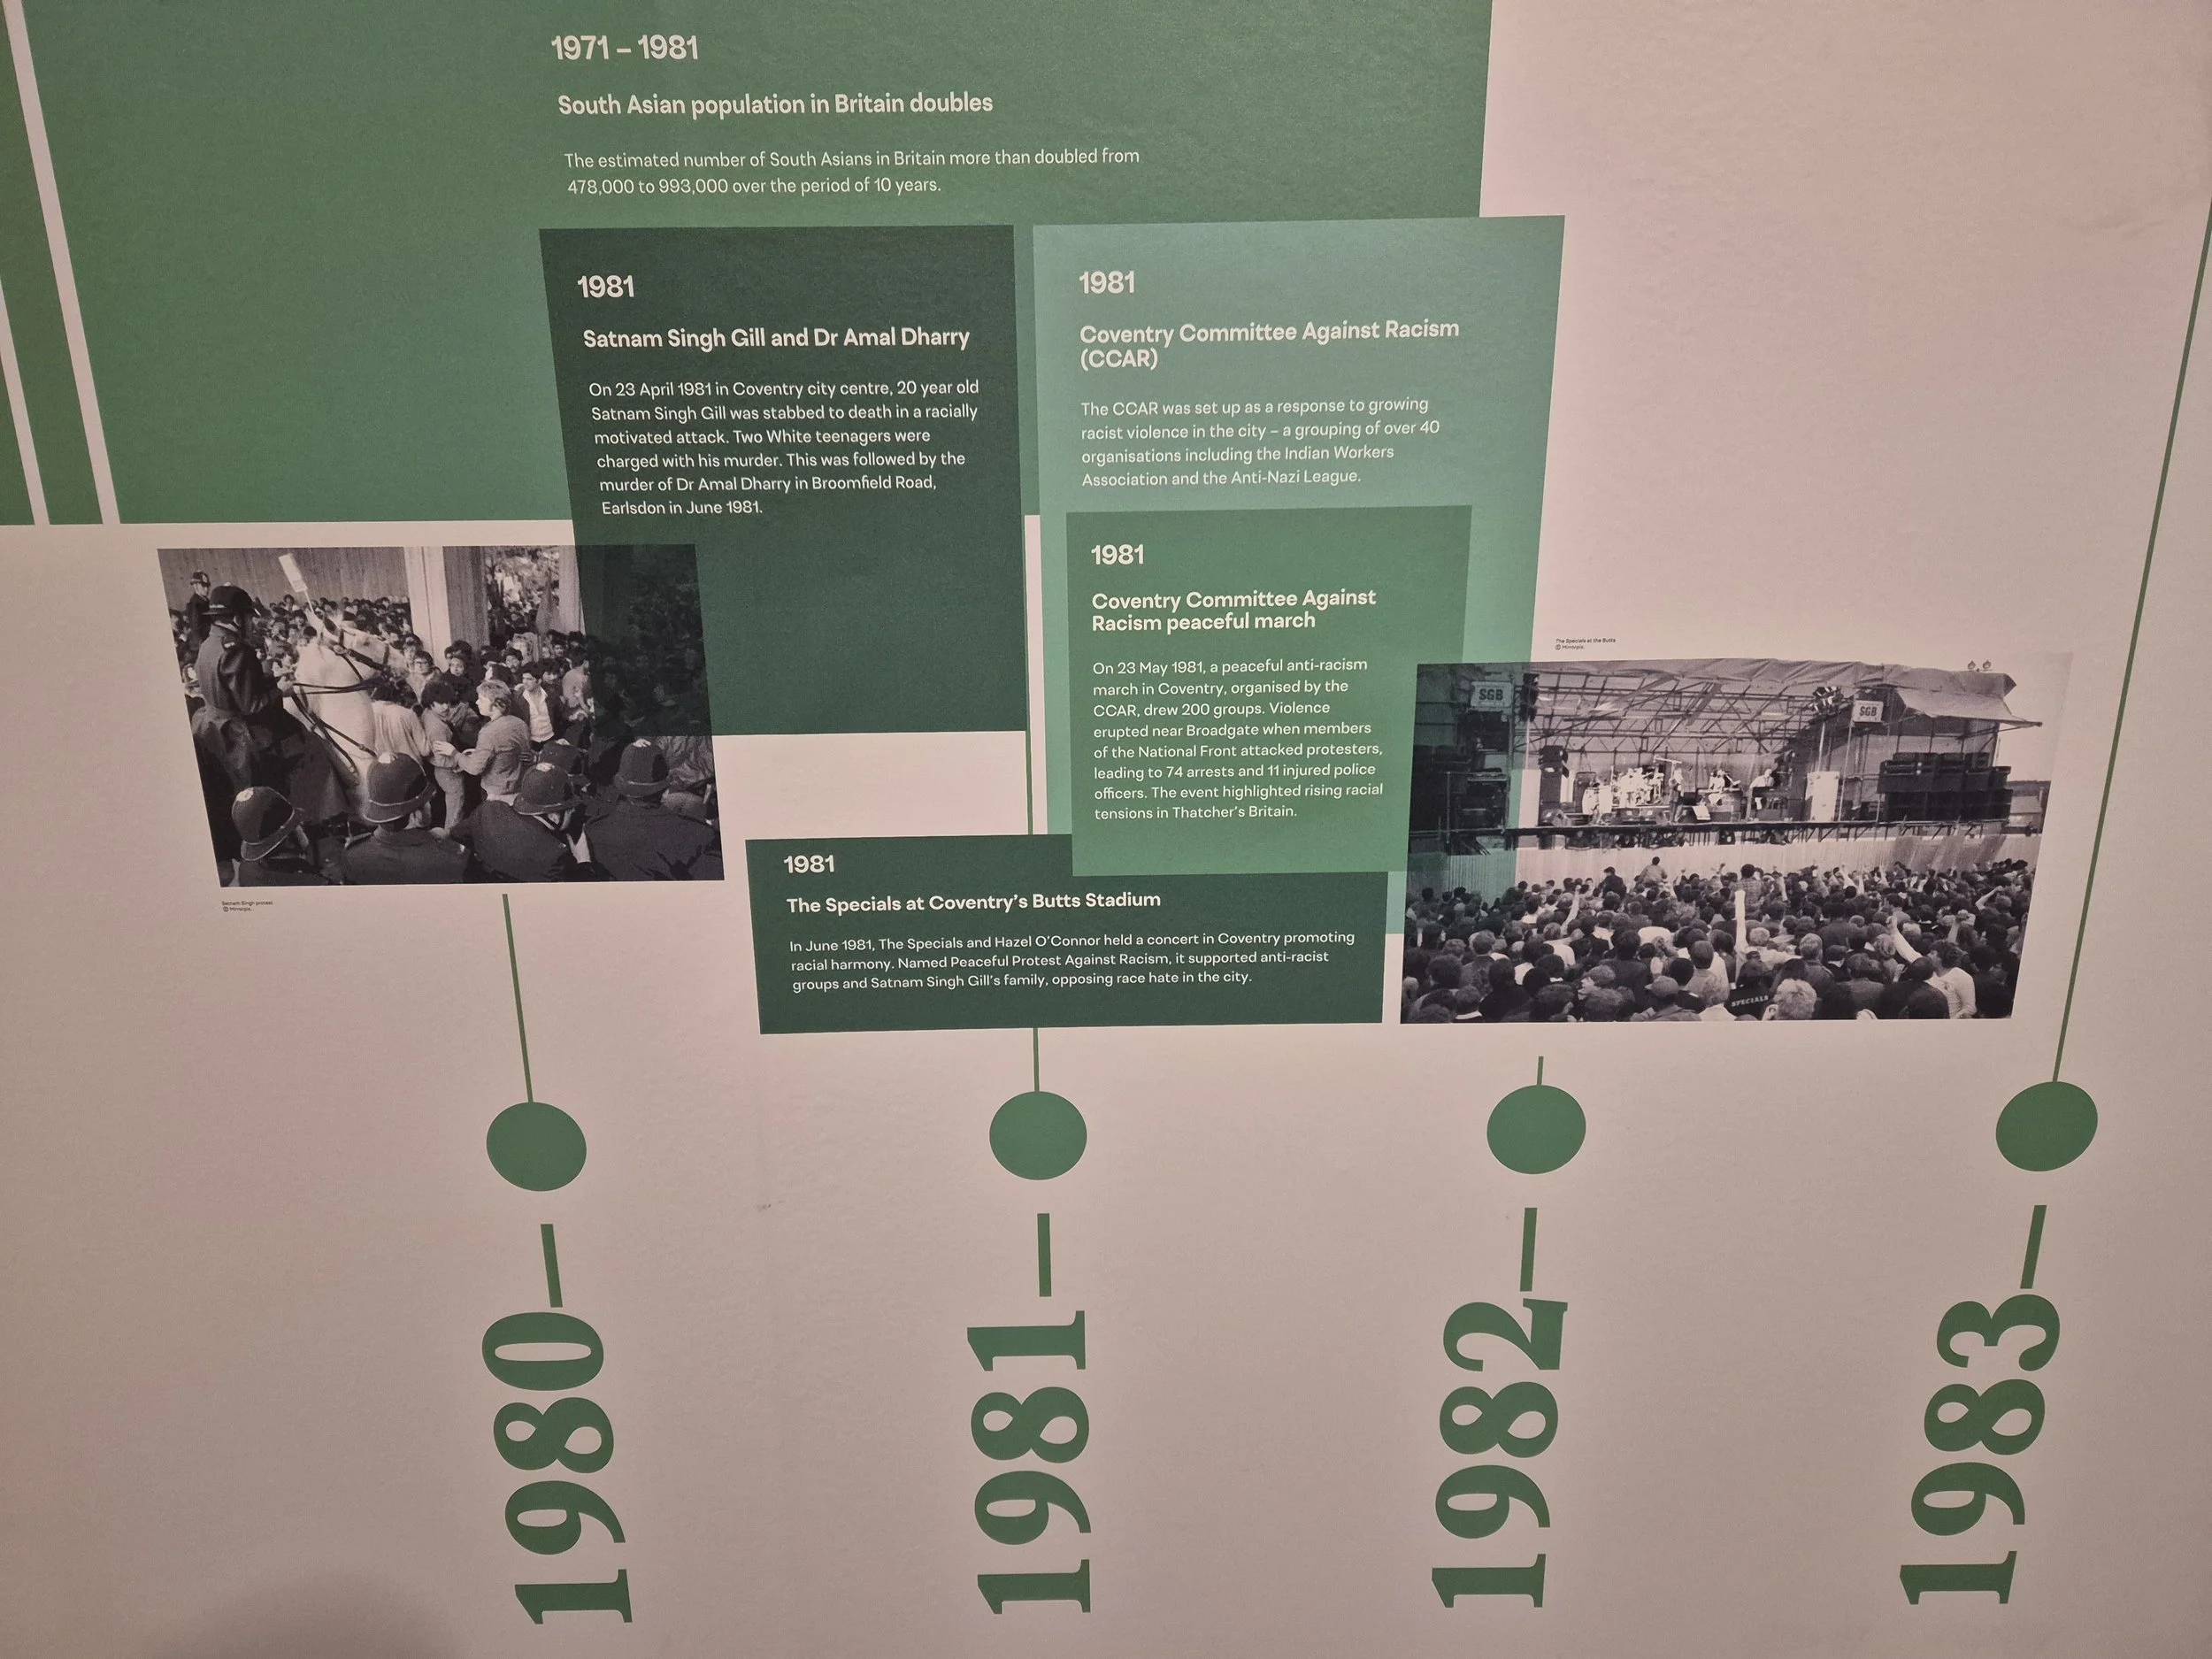 1971 – 1981
South Asian population in Britain doubles
The estimated number of South Asians in Britain more than doubled from
478,000 to 993,000 over the period of 10 years.
1981
Satnam Singh Gill and Dr Amal Dharry
On 23 April 1981 in Coventry city centre, 20 year old
Satnam Singh Gill was stabbed to death in a racially
motivated attack. Two White teenagers were
charged with his murder. This was followed by the
murder of Dr Amal Dharry in Broomfield Road,
Earlsdon in June 1981.
1981
Coventry Committee Against Racism
(CCAR)
The CCAR was set up as a response to growing
racist violence in the city – a grouping of over 40
organisations including the Indian Workers
Association and the Anti-Nazi League.
1981
Coventry Committee Against
Racism peaceful march
On 23 May 1981, a peaceful anti-racism
march in Coventry, organised by the
CCAR, drew 200 groups. Violence
erupted near Broadgate when members
of the National Front attacked protesters,
leading to 74 arrests and 11 injured police
officers. The event highlighted rising racial
tensions in Thatcher's Britain.
The Specials at the Butts
© Mirrorpix.
SGB
SGB
SPECIALS
Satnam Singh protest
© Mirrorpix.
1981
The Specials at Coventry's Butts Stadium
In June 1981, The Specials and Hazel O'Connor held a concert in Coventry promoting
racial harmony. Named Peaceful Protest Against Racism, it supported anti-racist
groups and Satnam Singh Gill's family, opposing race hate in the city.
1980
1981
1982
1983